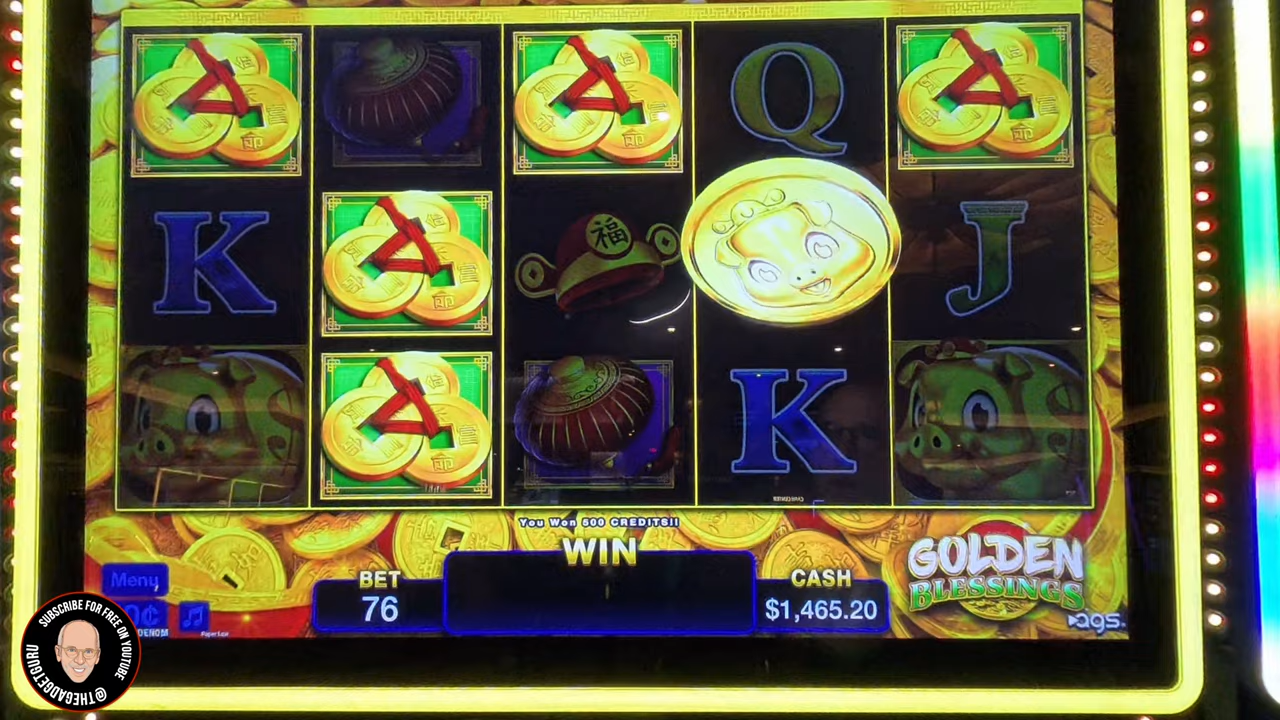 Q
K
福
J
K
You Won 500 CREDITS!!
WIN
BET
76
CASH
$1,465.20
Menu
DENOM
GOLDEN
BLESSINGS
ags.
SUBSCRIBE FOR FREE ON YOUTUBE
@THEGADGETGURU